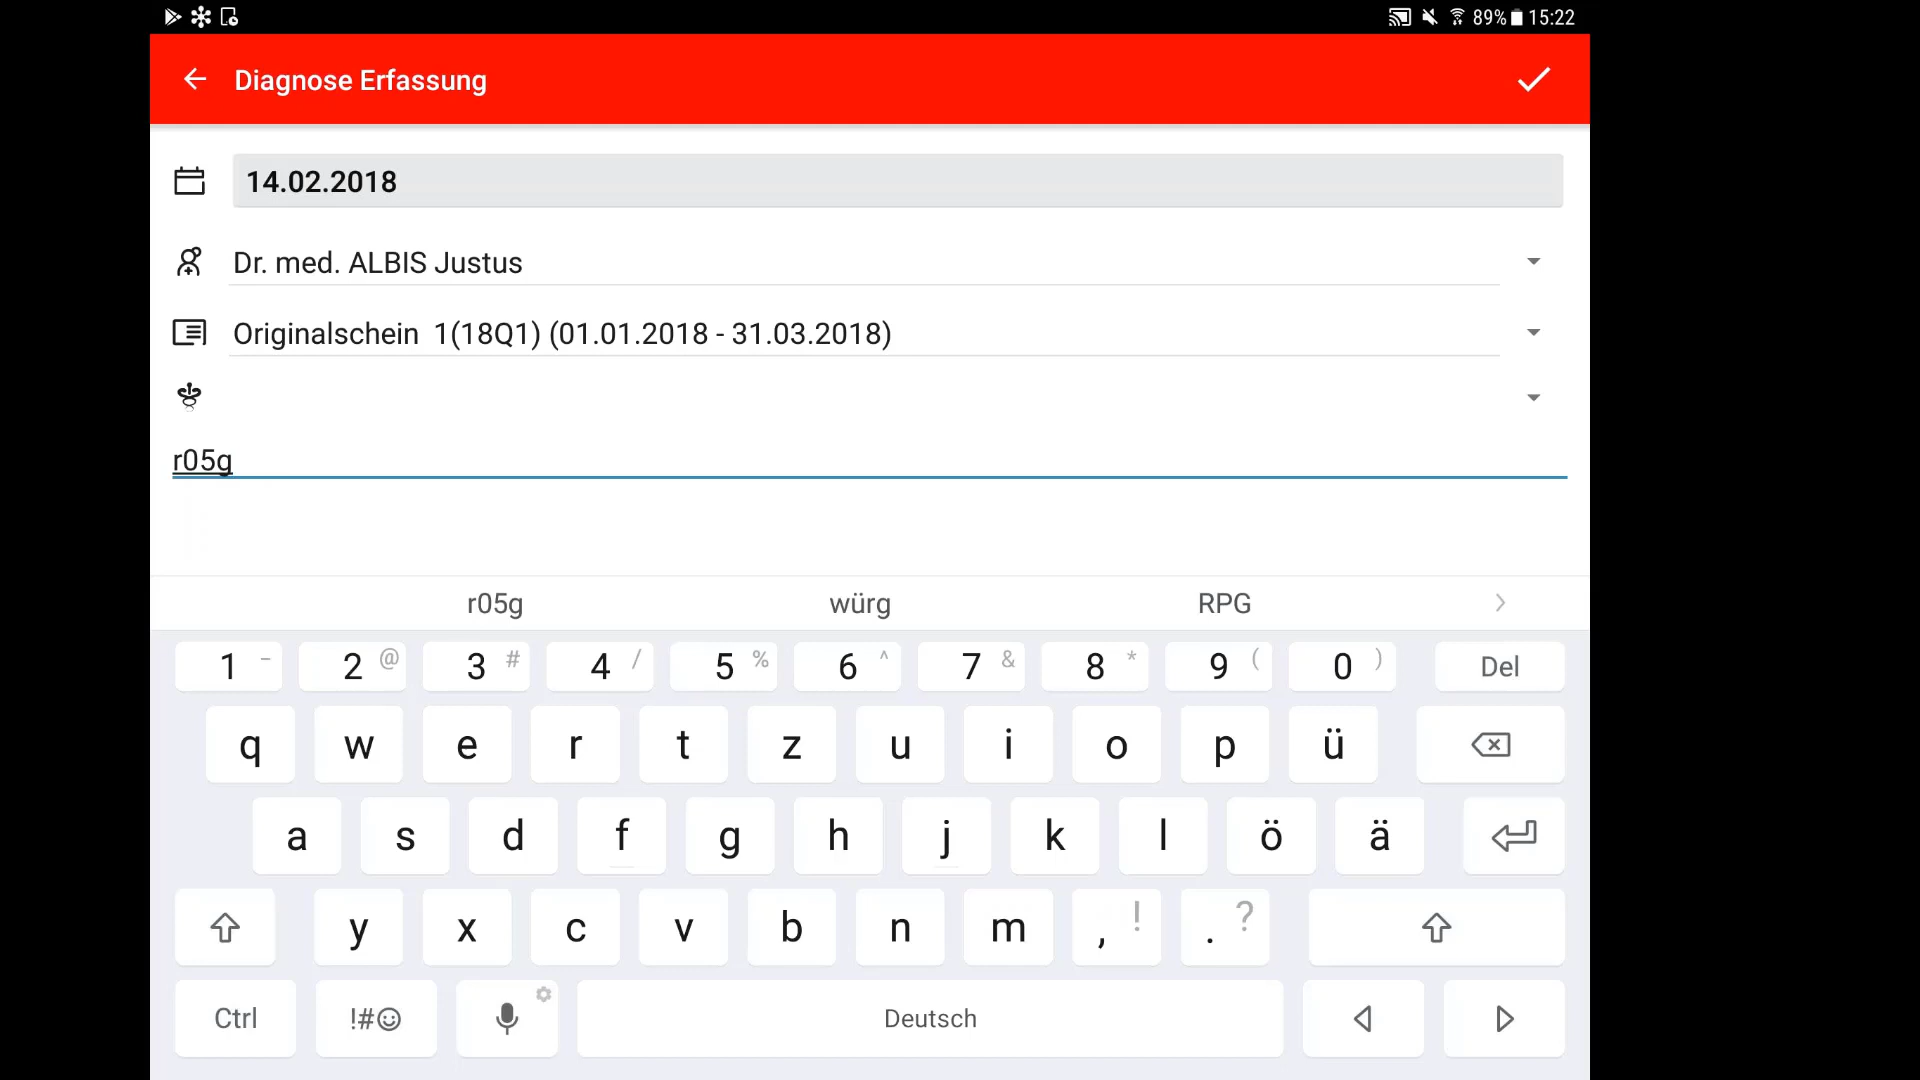 89% 15:22
Diagnose Erfassung
14.02.2018
Dr. med. ALBIS Justus
Originalschein 1(18Q1) (01.01.2018 - 31.03.2018)
r05g
r05g würg RPG
1 - 2 @ 3 # 4 / 5 % 6 ^ 7 & 8 * 9 ( 0 ) Del
q w e r t z u i o p ü
a s d f g h j k l ö ä
y x c v b n m , ! . ?
Ctrl !#☺ Deutsch